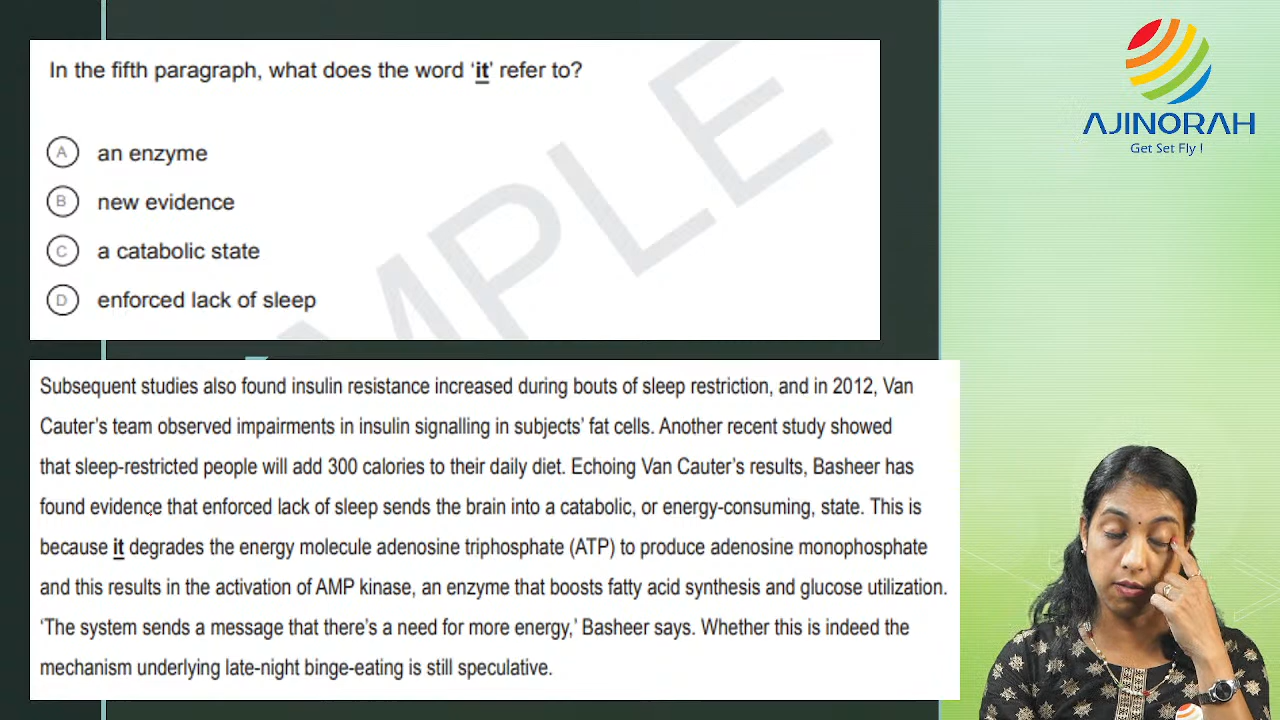 In the fifth paragraph, what does the word ‘it’ refer to?
A an enzyme
B new evidence
C a catabolic state
D enforced lack of sleep
MPLE
AJINORAH
Get Set Fly !
Subsequent studies also found insulin resistance increased during bouts of sleep restriction, and in 2012, Van
Cauter’s team observed impairments in insulin signalling in subjects’ fat cells. Another recent study showed
that sleep-restricted people will add 300 calories to their daily diet. Echoing Van Cauter’s results, Basheer has
found evidence that enforced lack of sleep sends the brain into a catabolic, or energy-consuming, state. This is
because it degrades the energy molecule adenosine triphosphate (ATP) to produce adenosine monophosphate
and this results in the activation of AMP kinase, an enzyme that boosts fatty acid synthesis and glucose utilization.
‘The system sends a message that there’s a need for more energy,’ Basheer says. Whether this is indeed the
mechanism underlying late-night binge-eating is still speculative.